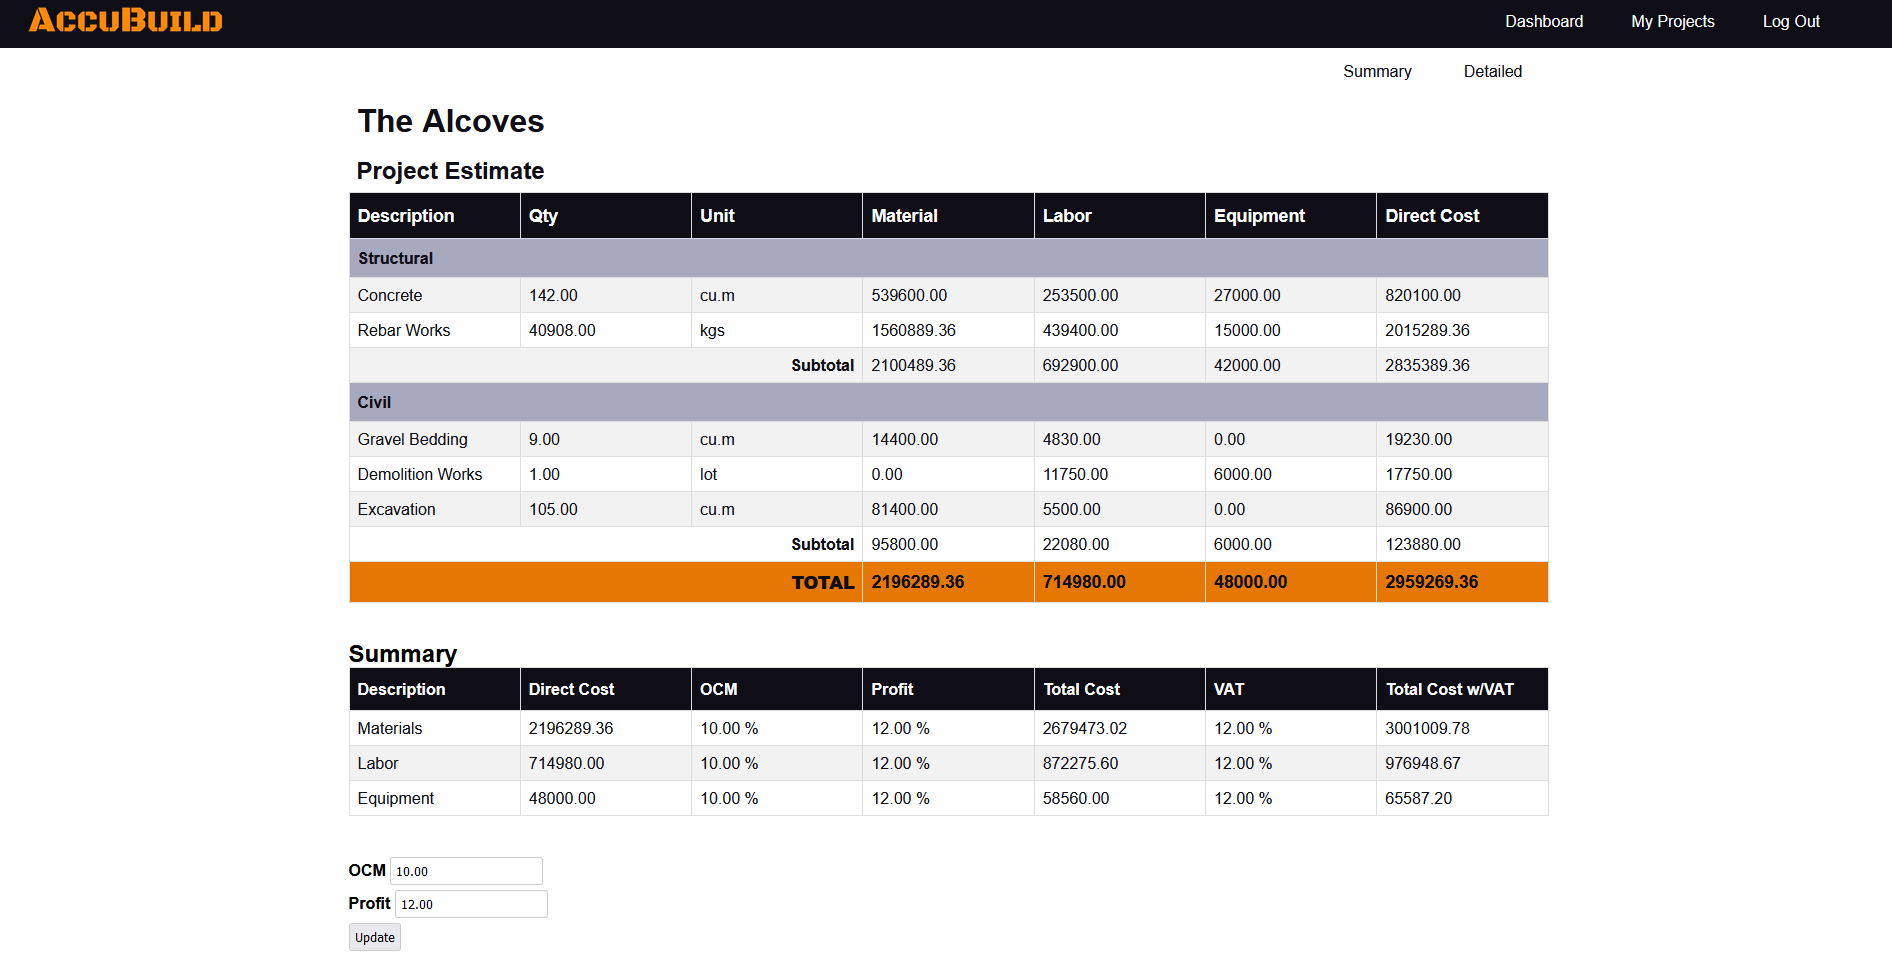 ACCUBUILD Dashboard My Projects Log Out
Summary Detailed
The Alcoves
Project Estimate
Description Qty Unit Material Labor Equipment Direct Cost
Structural
Concrete 142.00 cu.m 539600.00 253500.00 27000.00 820100.00
Rebar Works 40908.00 kgs 1560889.36 439400.00 15000.00 2015289.36
Subtotal 2100489.36 692900.00 42000.00 2835389.36
Civil
Gravel Bedding 9.00 cu.m 14400.00 4830.00 0.00 19230.00
Demolition Works 1.00 lot 0.00 11750.00 6000.00 17750.00
Excavation 105.00 cu.m 81400.00 5500.00 0.00 86900.00
Subtotal 95800.00 22080.00 6000.00 123880.00
TOTAL 2196289.36 714980.00 48000.00 2959269.36
Summary
Description Direct Cost OCM Profit Total Cost VAT Total Cost w/VAT
Materials 2196289.36 10.00 % 12.00 % 2679473.02 12.00 % 3001009.78
Labor 714980.00 10.00 % 12.00 % 872275.60 12.00 % 976948.67
Equipment 48000.00 10.00 % 12.00 % 58560.00 12.00 % 65587.20
OCM 10.00
Profit 12.00
Update